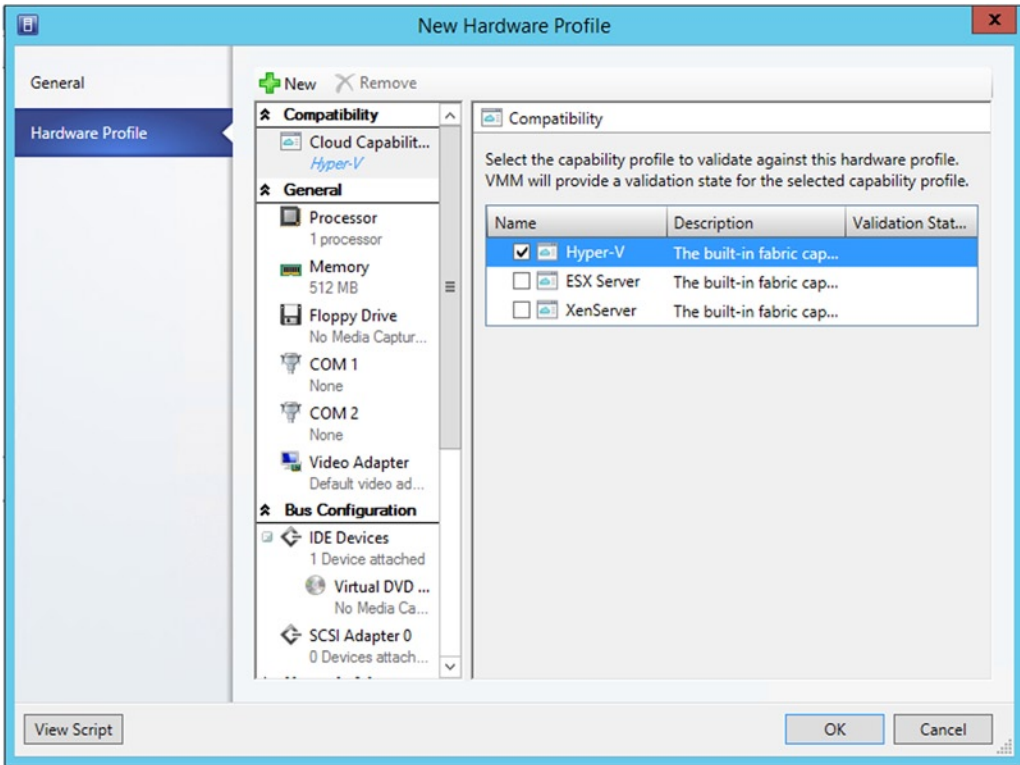 New Hardware Profile
x
General
Hardware Profile
New
Remove
Compatibility
Cloud Capabilit...
Hyper-V
General
Processor
1 processor
Memory
512 MB
Floppy Drive
No Media Captur...
COM 1
None
COM 2
None
Video Adapter
Default video ad...
Bus Configuration
IDE Devices
1 Device attached
Virtual DVD ...
No Media Ca...
SCSI Adapter 0
0 Devices attach...
Compatibility
Select the capability profile to validate against this hardware profile.
VMM will provide a validation state for the selected capability profile.
Name Description Validation Stat...
Hyper-V The built-in fabric cap...
ESX Server The built-in fabric cap...
XenServer The built-in fabric cap...
View Script
OK
Cancel